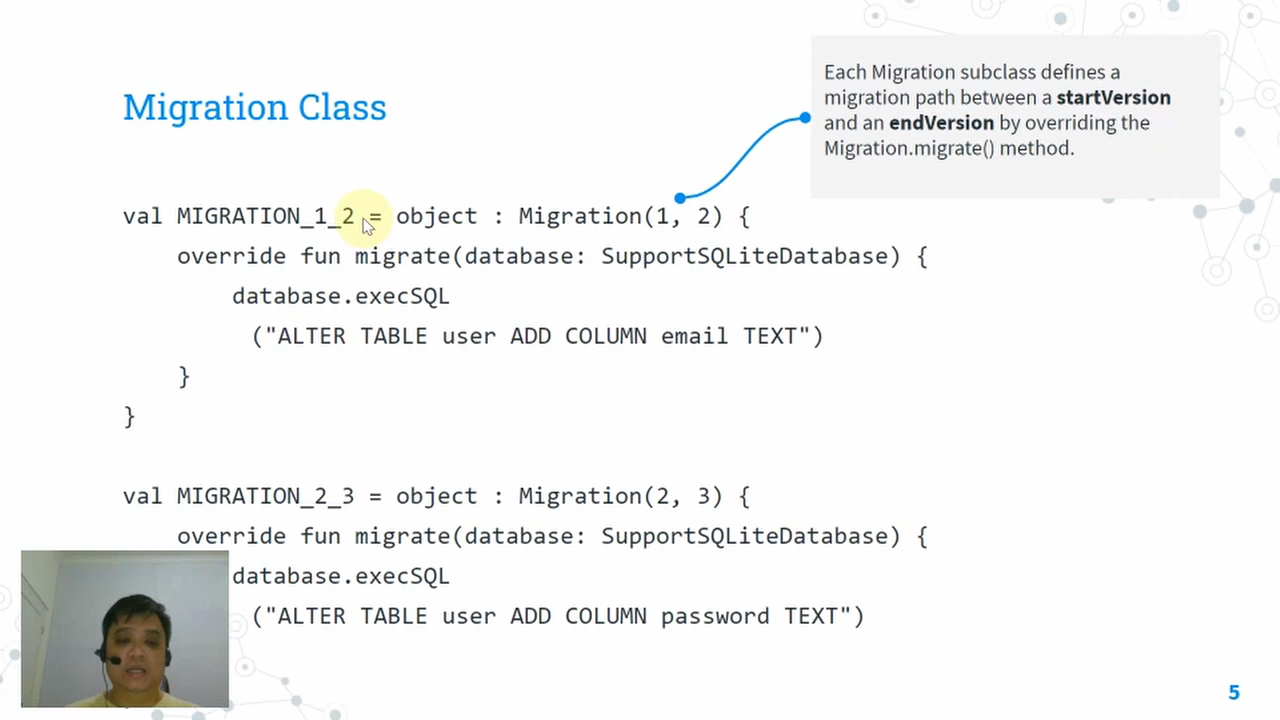 Migration Class
Each Migration subclass defines a
migration path between a startVersion
and an endVersion by overriding the
Migration.migrate() method.
val MIGRATION_1_2 = object : Migration(1, 2) {
override fun migrate(database: SupportSQLiteDatabase) {
database.execSQL
("ALTER TABLE user ADD COLUMN email TEXT")
}
}
val MIGRATION_2_3 = object : Migration(2, 3) {
override fun migrate(database: SupportSQLiteDatabase) {
database.execSQL
("ALTER TABLE user ADD COLUMN password TEXT")
5